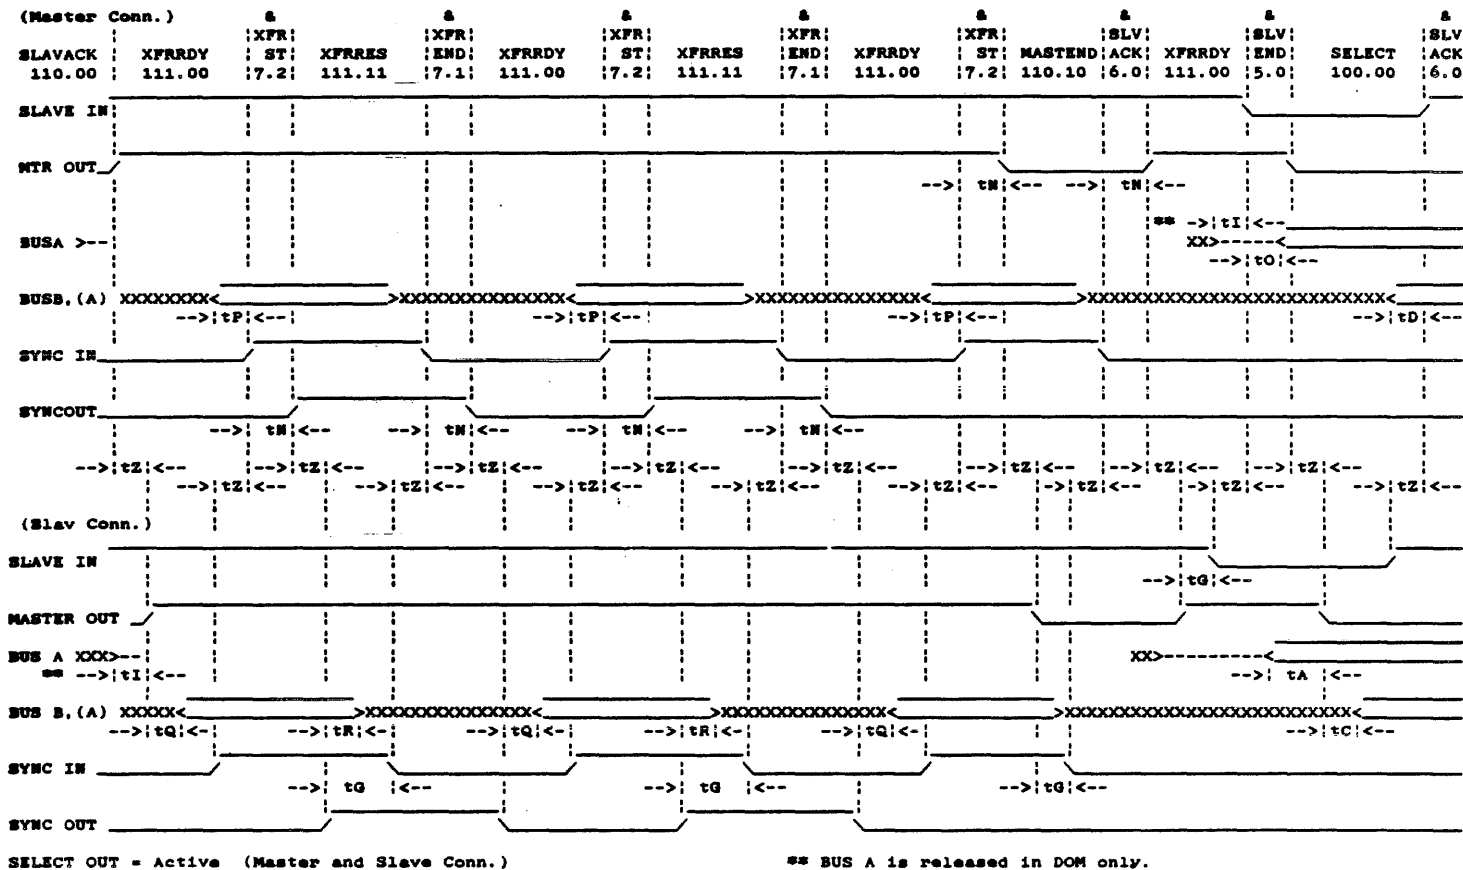 (Master Conn.) & & & & & & & &
XFR XFR XFR XFR XFR SLV SLV SLV
SLAVACK XFRRDY ST XFRRES END XFRRDY ST XFRRES END XFRRDY ST MASTEND ACK XFRRDY END SELECT ACK
110.00 111.00 7.2 111.11 7.1 111.00 7.2 111.11 7.1 111.00 7.2 110.10 6.0 111.00 5.0 100.00 6.0
SLAVE IN
MTR OUT
--> tN <-- --> tN <--
** -> tI <--
BUSA >-- XX>-----<
--> tO <--
BUSB,(A) XXXXXXXX< >XXXXXXXXXXXXXXX< >XXXXXXXXXXXXXXX< >XXXXXXXXXXXXXXXXXXXXXXXXXXX<
--> tP <-- --> tP <-- --> tP <-- --> tD <--
SYNC IN
SYNCOUT
--> tN <-- --> tN <-- --> tN <-- --> tN <--
--> tZ <-- --> tZ <-- --> tZ <-- --> tZ <-- --> tZ <-- --> tZ <-- --> tZ <-- --> tZ <-- --> tZ <--
--> tZ <-- --> tZ <-- --> tZ <-- --> tZ <-- --> tZ <-- --> tZ <-- --> tZ <-- --> tZ <--
(Slav Conn.)
SLAVE IN
--> tG <--
MASTER OUT
BUS A XXX>-- XX>---------<
** --> tI <-- --> tA <--
BUS B,(A) XXXXX< >XXXXXXXXXXXXXXX< >XXXXXXXXXXXXXXX< >XXXXXXXXXXXXXXXXXXXXXXXXXX<
--> tQ <- --> tR <- --> tQ <- --> tR <- --> tQ <- --> tC <--
SYNC IN
--> tG <-- --> tG <-- --> tG <--
SYNC OUT
SELECT OUT = Active (Master and Slave Conn.) ** BUS A is released in DOM only.